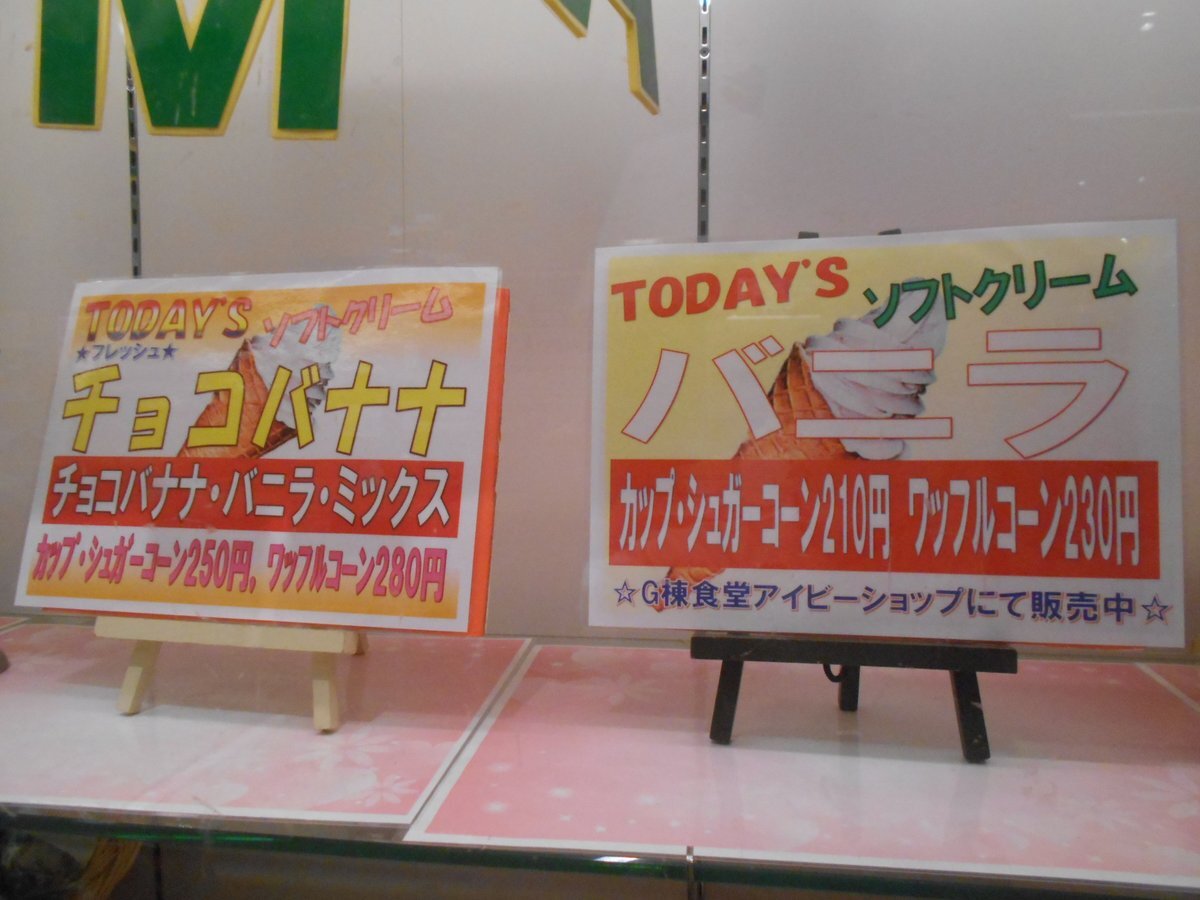 M
TODAY'S ソフトクリーム
★フレッシュ★
チョコバナナ
チョコバナナ・バニラ・ミックス
カップ・シュガーコーン250円, ワッフルコーン280円
TODAY'S ソフトクリーム
バニラ
カップ・シュガーコーン210円 ワッフルコーン230円
☆G棟食堂アイビーショップにて販売中☆